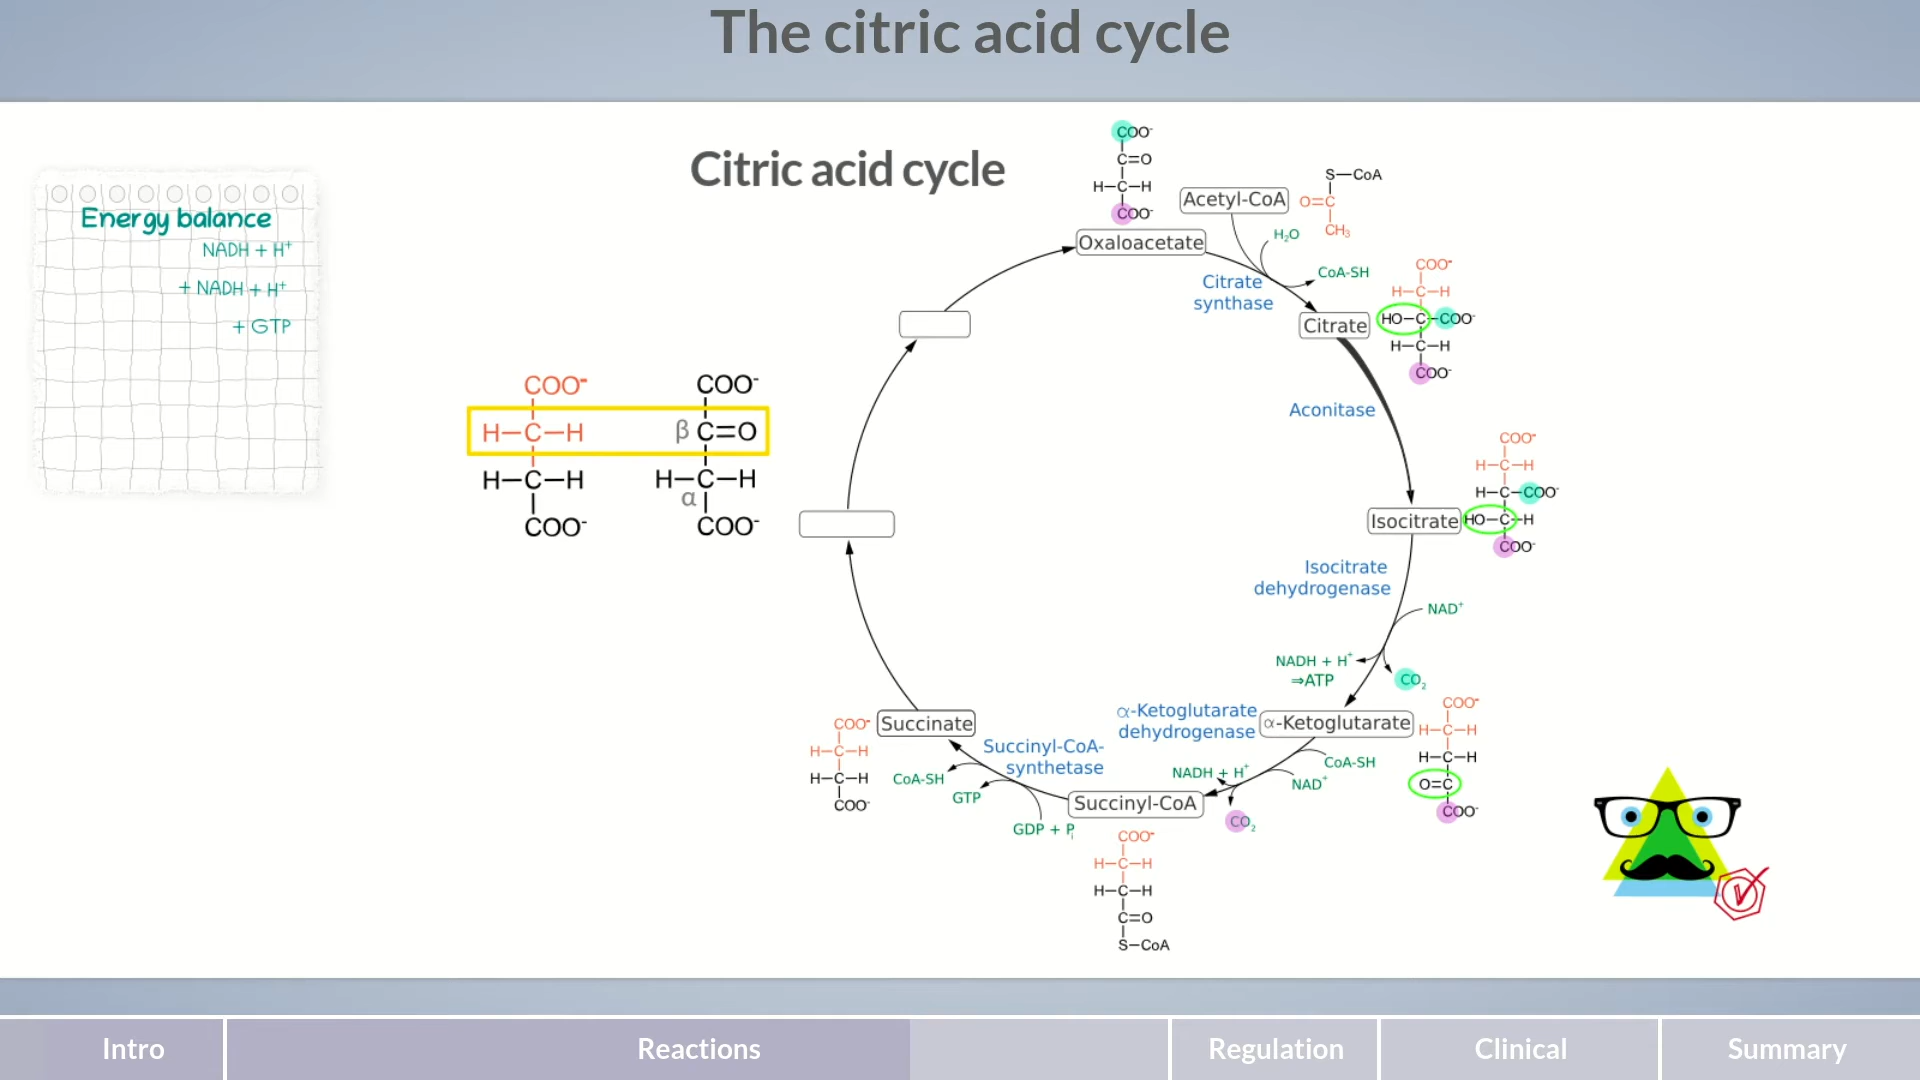 The citric acid cycle
Energy balance
NADH + H⁺
+ NADH + H⁺
+ GTP
Citric acid cycle
COO⁻
C=O
H–C–H
COO⁻
Oxaloacetate
Acetyl-CoA
S–CoA
O=C
CH₃
H₂O
CoA-SH
Citrate
synthase
Citrate
COO⁻
H–C–H
HO–C–COO⁻
H–C–H
COO⁻
Aconitase
Isocitrate
COO⁻
H–C–H
H–C–COO⁻
HO–C–H
COO⁻
Isocitrate
dehydrogenase
NAD⁺
NADH + H⁺
⇒ATP
CO₂
α-Ketoglutarate
COO⁻
H–C–H
H–C–H
O=C
COO⁻
α-Ketoglutarate
dehydrogenase
CoA-SH
NAD⁺
NADH + H⁺
CO₂
Succinyl-CoA
COO⁻
H–C–H
H–C–H
C=O
S–CoA
Succinyl-CoA-
synthetase
GDP + Pᵢ
GTP
CoA-SH
Succinate
COO⁻
H–C–H
H–C–H
COO⁻
COO⁻
H–C–H
H–C–H
COO⁻
COO⁻
β C=O
H–C–H
α
COO⁻
Intro
Reactions
Regulation
Clinical
Summary